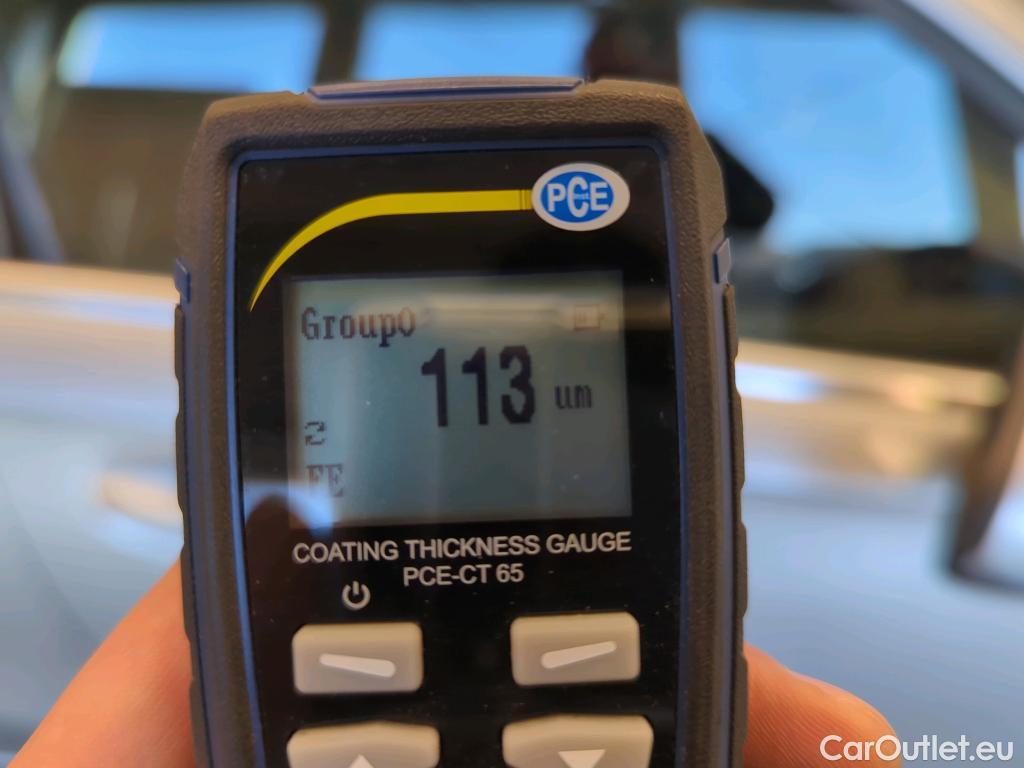 PCE
Group0
113 um
FE
COATING THICKNESS GAUGE
PCE-CT 65
CarOutlet.eu